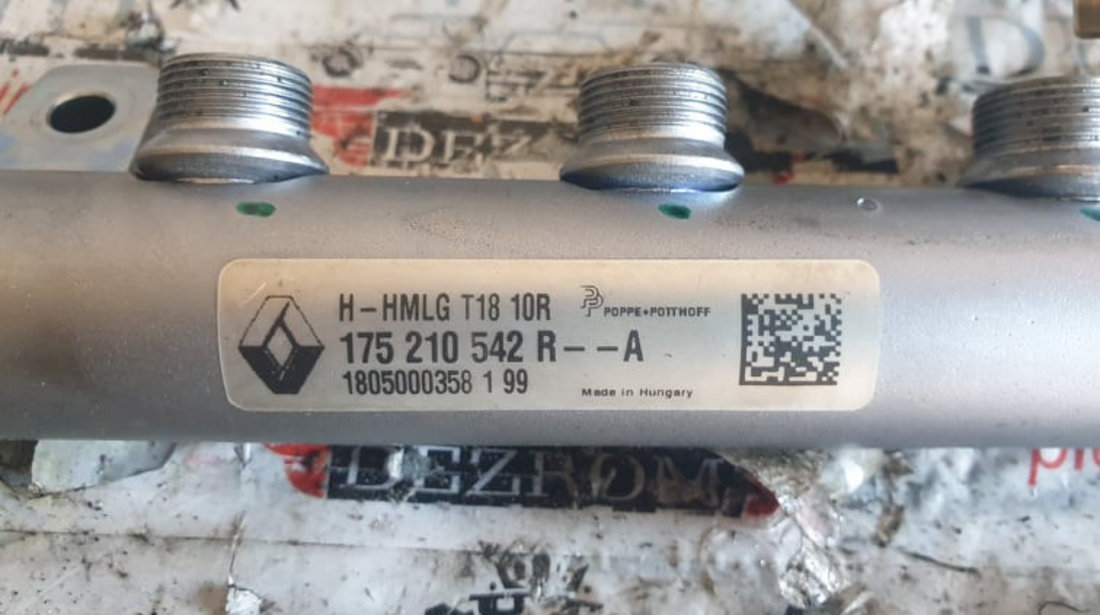 DEZ
H-HMLG T18 10R
POPPE+POTTHOFF
175 210 542 R--A
1805000358 1 99
Made in Hungary
DEZROM